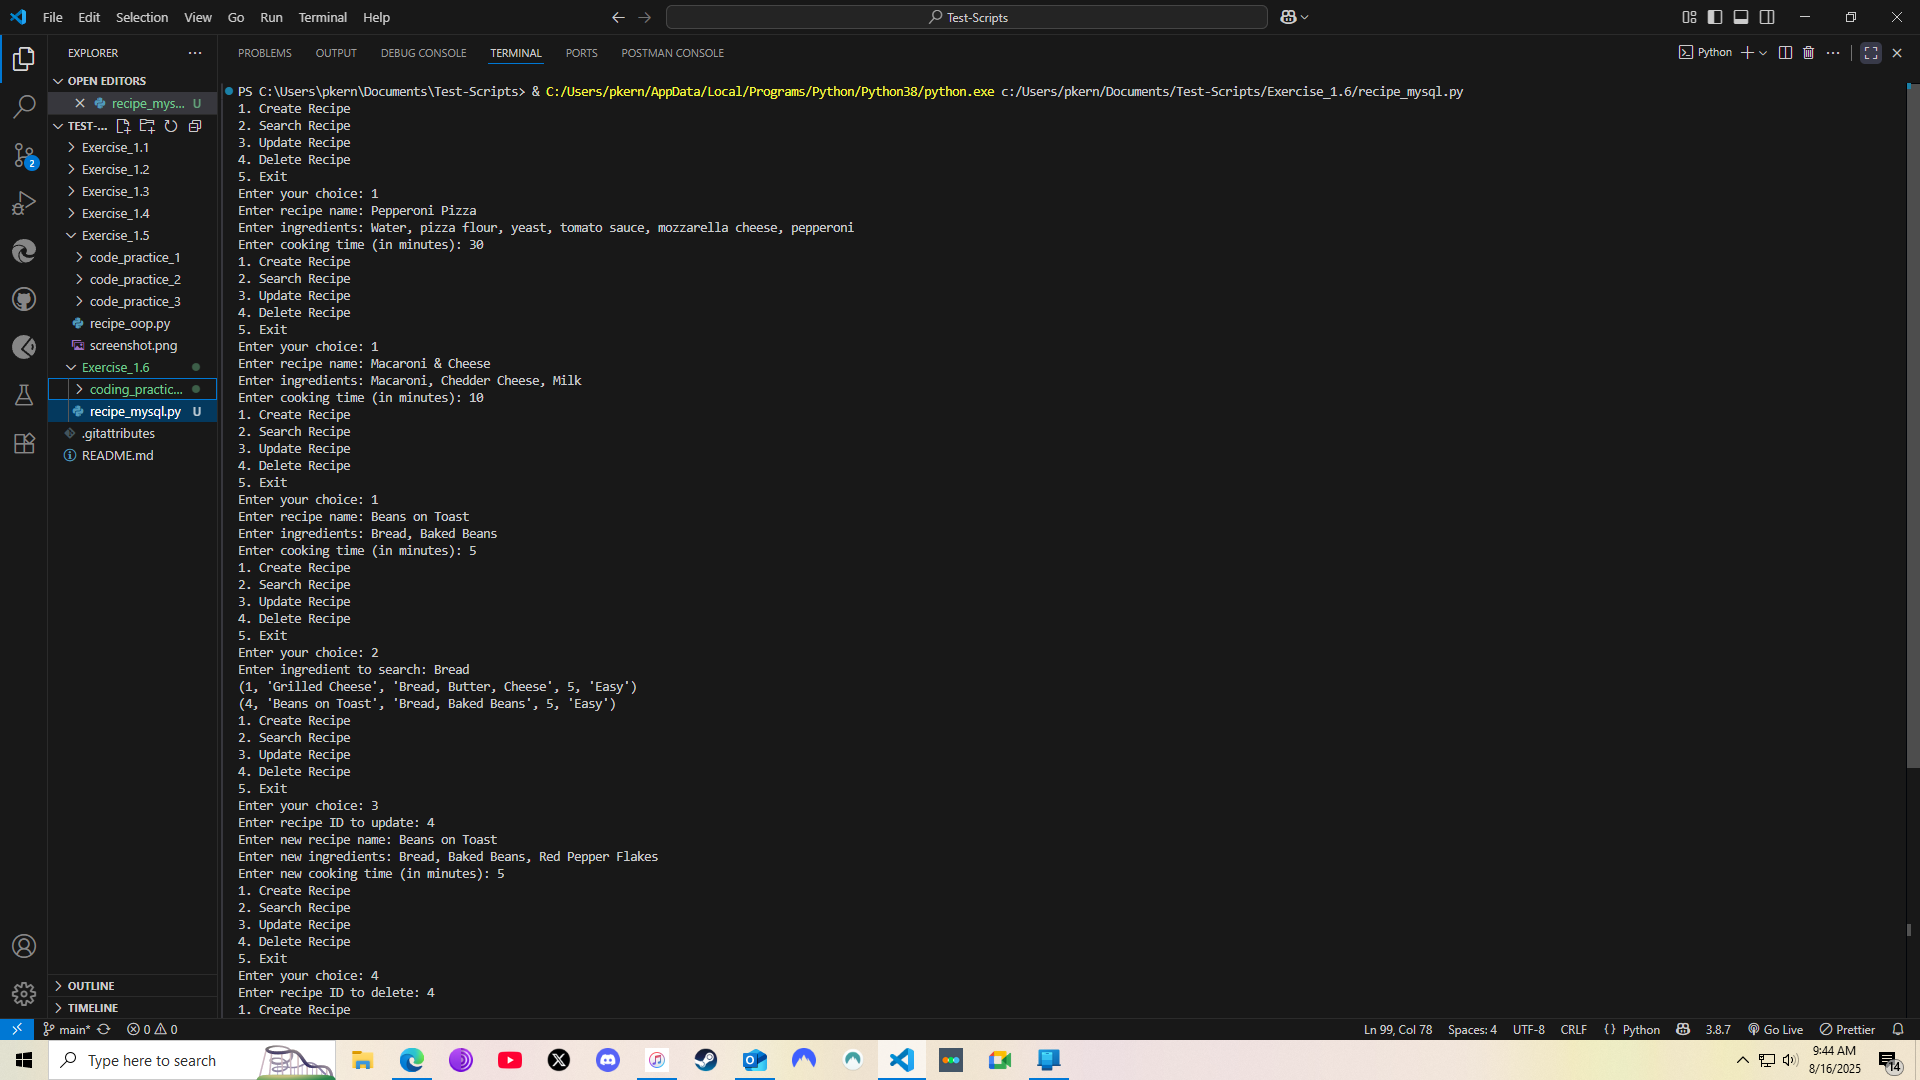 File Edit Selection View Go Run Terminal Help
Test-Scripts
EXPLORER
PROBLEMS OUTPUT DEBUG CONSOLE TERMINAL PORTS POSTMAN CONSOLE
Python
OPEN EDITORS
recipe_mys... U
TEST-...
Exercise_1.1
Exercise_1.2
Exercise_1.3
Exercise_1.4
Exercise_1.5
code_practice_1
code_practice_2
code_practice_3
recipe_oop.py
screenshot.png
Exercise_1.6
coding_practic...
recipe_mysql.py U
.gitattributes
README.md
OUTLINE
TIMELINE
2
PS C:\Users\pkern\Documents\Test-Scripts> & C:/Users/pkern/AppData/Local/Programs/Python/Python38/python.exe c:/Users/pkern/Documents/Test-Scripts/Exercise_1.6/recipe_mysql.py
1. Create Recipe
2. Search Recipe
3. Update Recipe
4. Delete Recipe
5. Exit
Enter your choice: 1
Enter recipe name: Pepperoni Pizza
Enter ingredients: Water, pizza flour, yeast, tomato sauce, mozzarella cheese, pepperoni
Enter cooking time (in minutes): 30
1. Create Recipe
2. Search Recipe
3. Update Recipe
4. Delete Recipe
5. Exit
Enter your choice: 1
Enter recipe name: Macaroni & Cheese
Enter ingredients: Macaroni, Chedder Cheese, Milk
Enter cooking time (in minutes): 10
1. Create Recipe
2. Search Recipe
3. Update Recipe
4. Delete Recipe
5. Exit
Enter your choice: 1
Enter recipe name: Beans on Toast
Enter ingredients: Bread, Baked Beans
Enter cooking time (in minutes): 5
1. Create Recipe
2. Search Recipe
3. Update Recipe
4. Delete Recipe
5. Exit
Enter your choice: 2
Enter ingredient to search: Bread
(1, 'Grilled Cheese', 'Bread, Butter, Cheese', 5, 'Easy')
(4, 'Beans on Toast', 'Bread, Baked Beans', 5, 'Easy')
1. Create Recipe
2. Search Recipe
3. Update Recipe
4. Delete Recipe
5. Exit
Enter your choice: 3
Enter recipe ID to update: 4
Enter new recipe name: Beans on Toast
Enter new ingredients: Bread, Baked Beans, Red Pepper Flakes
Enter new cooking time (in minutes): 5
1. Create Recipe
2. Search Recipe
3. Update Recipe
4. Delete Recipe
5. Exit
Enter your choice: 4
Enter recipe ID to delete: 4
1. Create Recipe
main* 0 0 Ln 99, Col 78 Spaces: 4 UTF-8 CRLF {} Python 3.8.7 Go Live Prettier
Type here to search
9:44 AM
8/16/2025
14